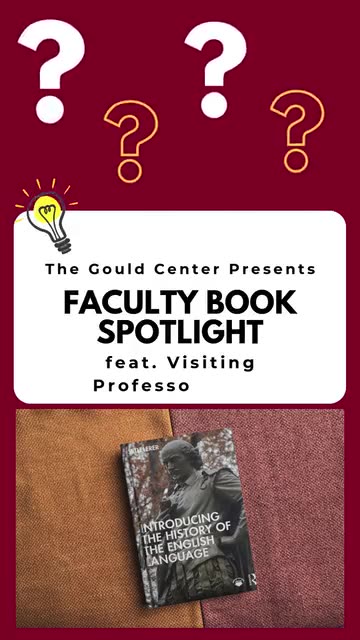 ? ?
? ?
The Gould Center Presents
FACULTY BOOK
SPOTLIGHT
feat. Visiting
Professo
INTRODUCING
THE HISTORY OF
THE ENGLISH
LANGUAGE
R